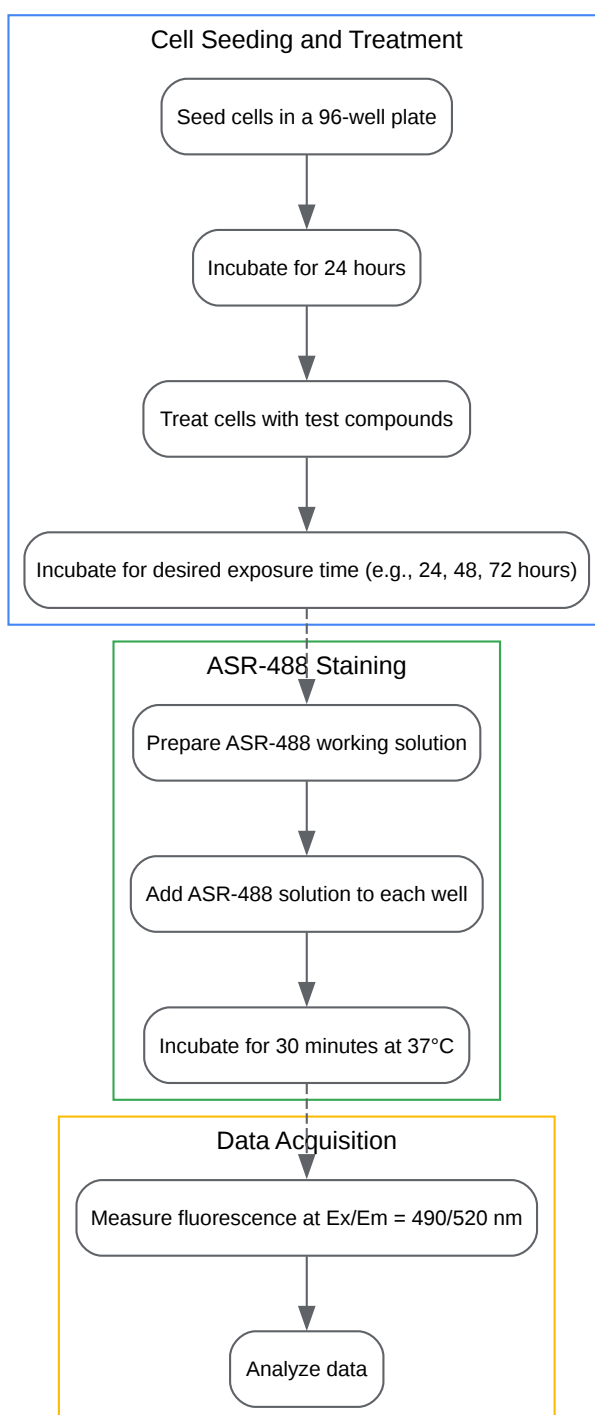 Cell Seeding and Treatment
Seed cells in a 96-well plate
Incubate for 24 hours
Treat cells with test compounds
Incubate for desired exposure time (e.g., 24, 48, 72 hours)
ASR-488 Staining
Prepare ASR-488 working solution
Add ASR-488 solution to each well
Incubate for 30 minutes at 37°C
Data Acquisition
Measure fluorescence at Ex/Em = 490/520 nm
Analyze data